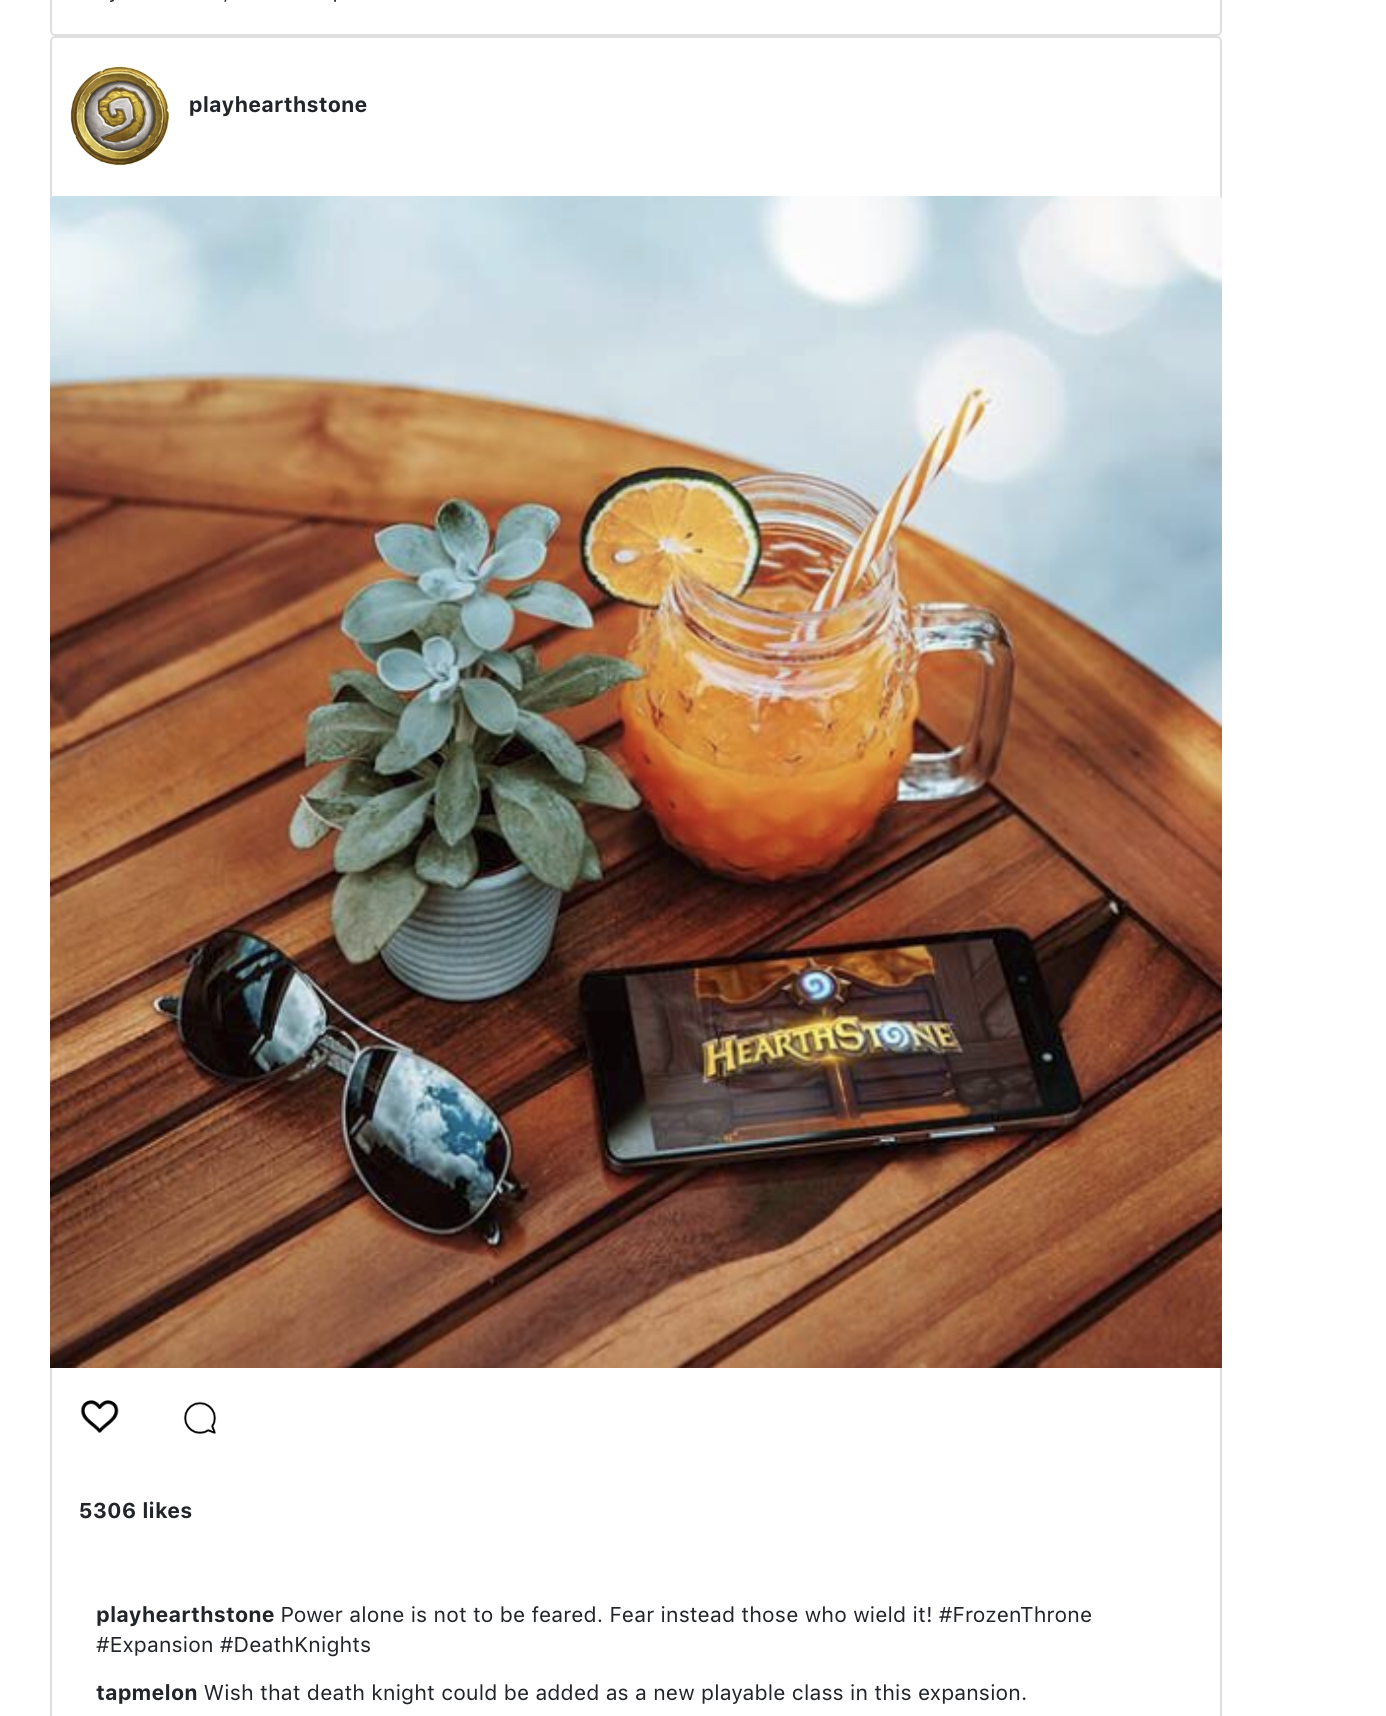 playhearthstone
HEARTHSTONE
5306 likes
playhearthstone Power alone is not to be feared. Fear instead those who wield it! #FrozenThrone
#Expansion #DeathKnights
tapmelon Wish that death knight could be added as a new playable class in this expansion.